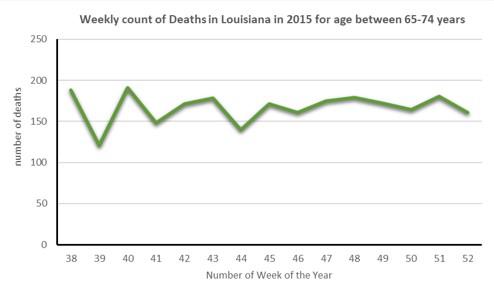 Weekly count of Deaths in Louisiana in 2015 for age between 65-74 years
250
200
150
100
50
0
number of deaths
38 39 40 41 42 43 44 45 46 47 48 49 50 51 52
Number of Week of the Year